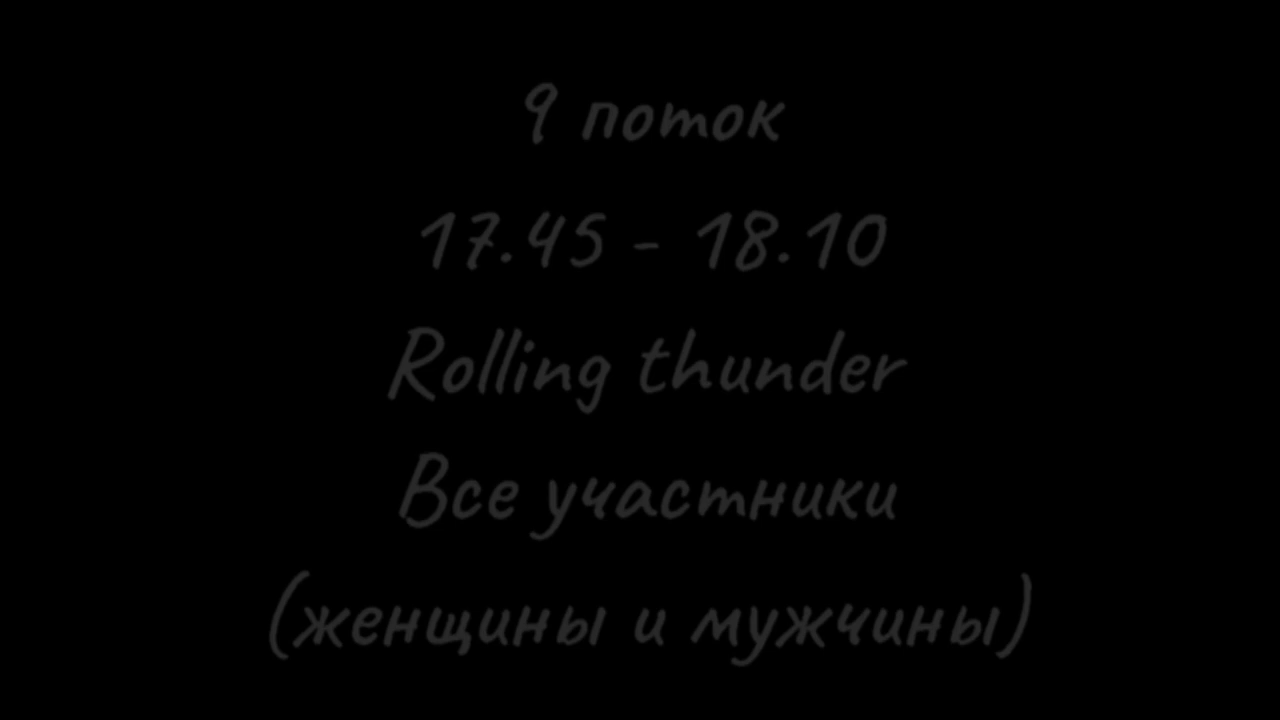 9 поток
17.45 - 18.10
Rolling thunder
Все участники
(женщины и мужчины)